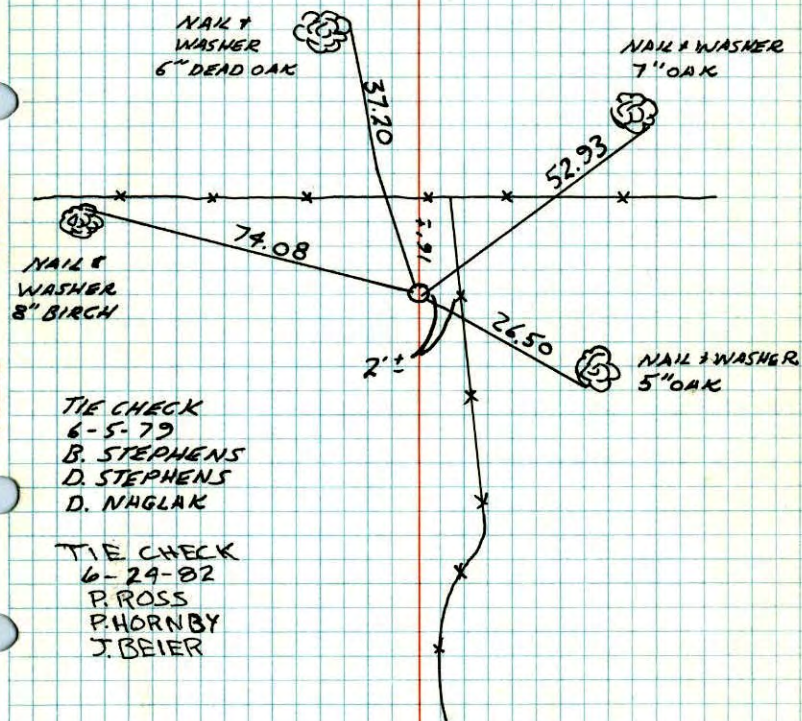 NAIL &
WASHER
6" DEAD OAK
NAIL & WASHER
7" OAK
37.20
52.93
74.08
16'±
NAIL &
WASHER
8" BIRCH
26.50
2'±
NAIL & WASHER
5" OAK
TIE CHECK
6-5-79
B. STEPHENS
D. STEPHENS
D. NAGLAK
TIE CHECK
6-24-82
P. ROSS
P. HORNBY
J. BEIER